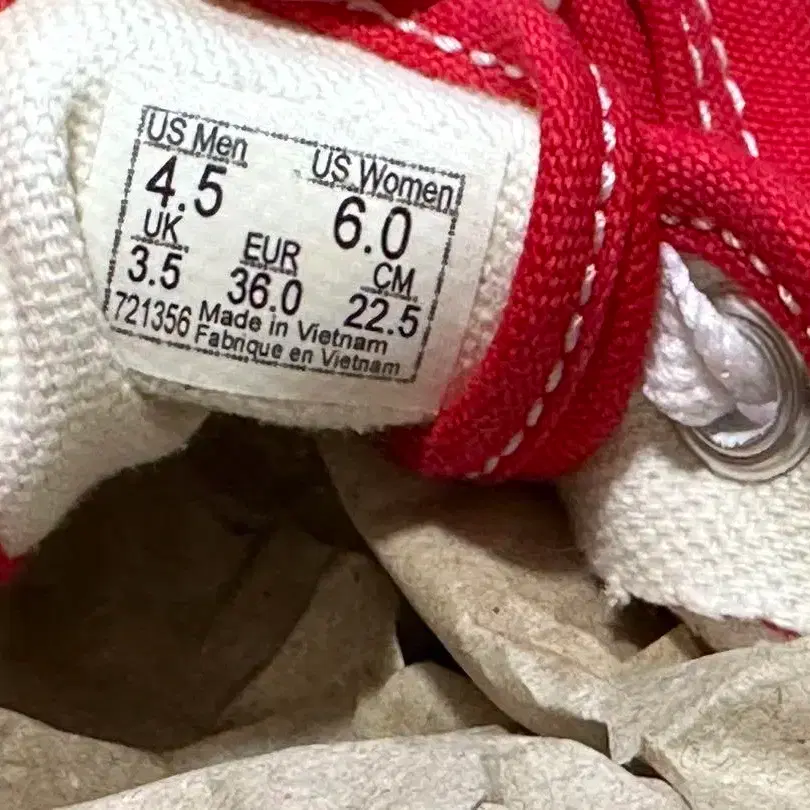 US Men US Women
4.5 6.0
UK EUR CM
3.5 36.0 22.5
721356 Made in Vietnam
Fabrique en Vietnam